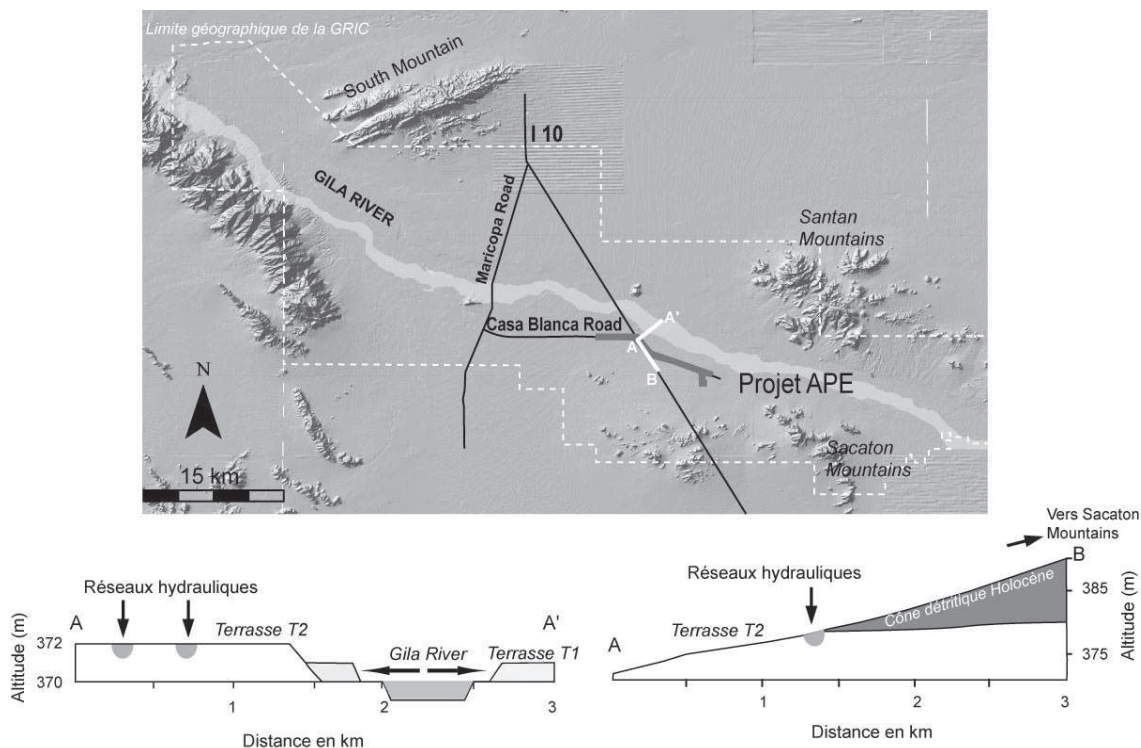 Limite géographique de la GRIC
South Mountain
I 10
GILA RIVER
Maricopa Road
Santan
Mountains
Casa Blanca Road
A'
A
B
Projet APE
N
15 km
Sacaton
Mountains
Réseaux hydrauliques
A
Terrasse T2
A'
Gila River
Terrasse T1
Altitude (m)
372
370
1
2
3
Distance en km
Vers Sacaton
Mountains
B
Réseaux hydrauliques
Cône détritique Holocène
A
Terrasse T2
385
375
Altitude (m)
1
2
3
Distance en km